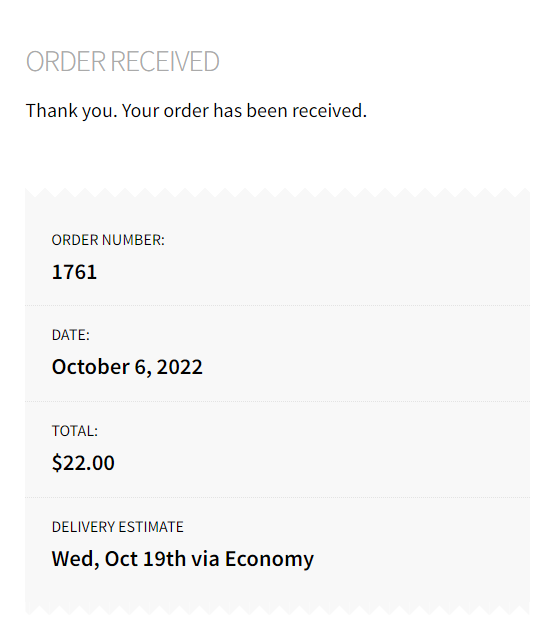 ORDER RECEIVED
Thank you. Your order has been received.
ORDER NUMBER:
1761
DATE:
October 6, 2022
TOTAL:
$22.00
DELIVERY ESTIMATE
Wed, Oct 19th via Economy